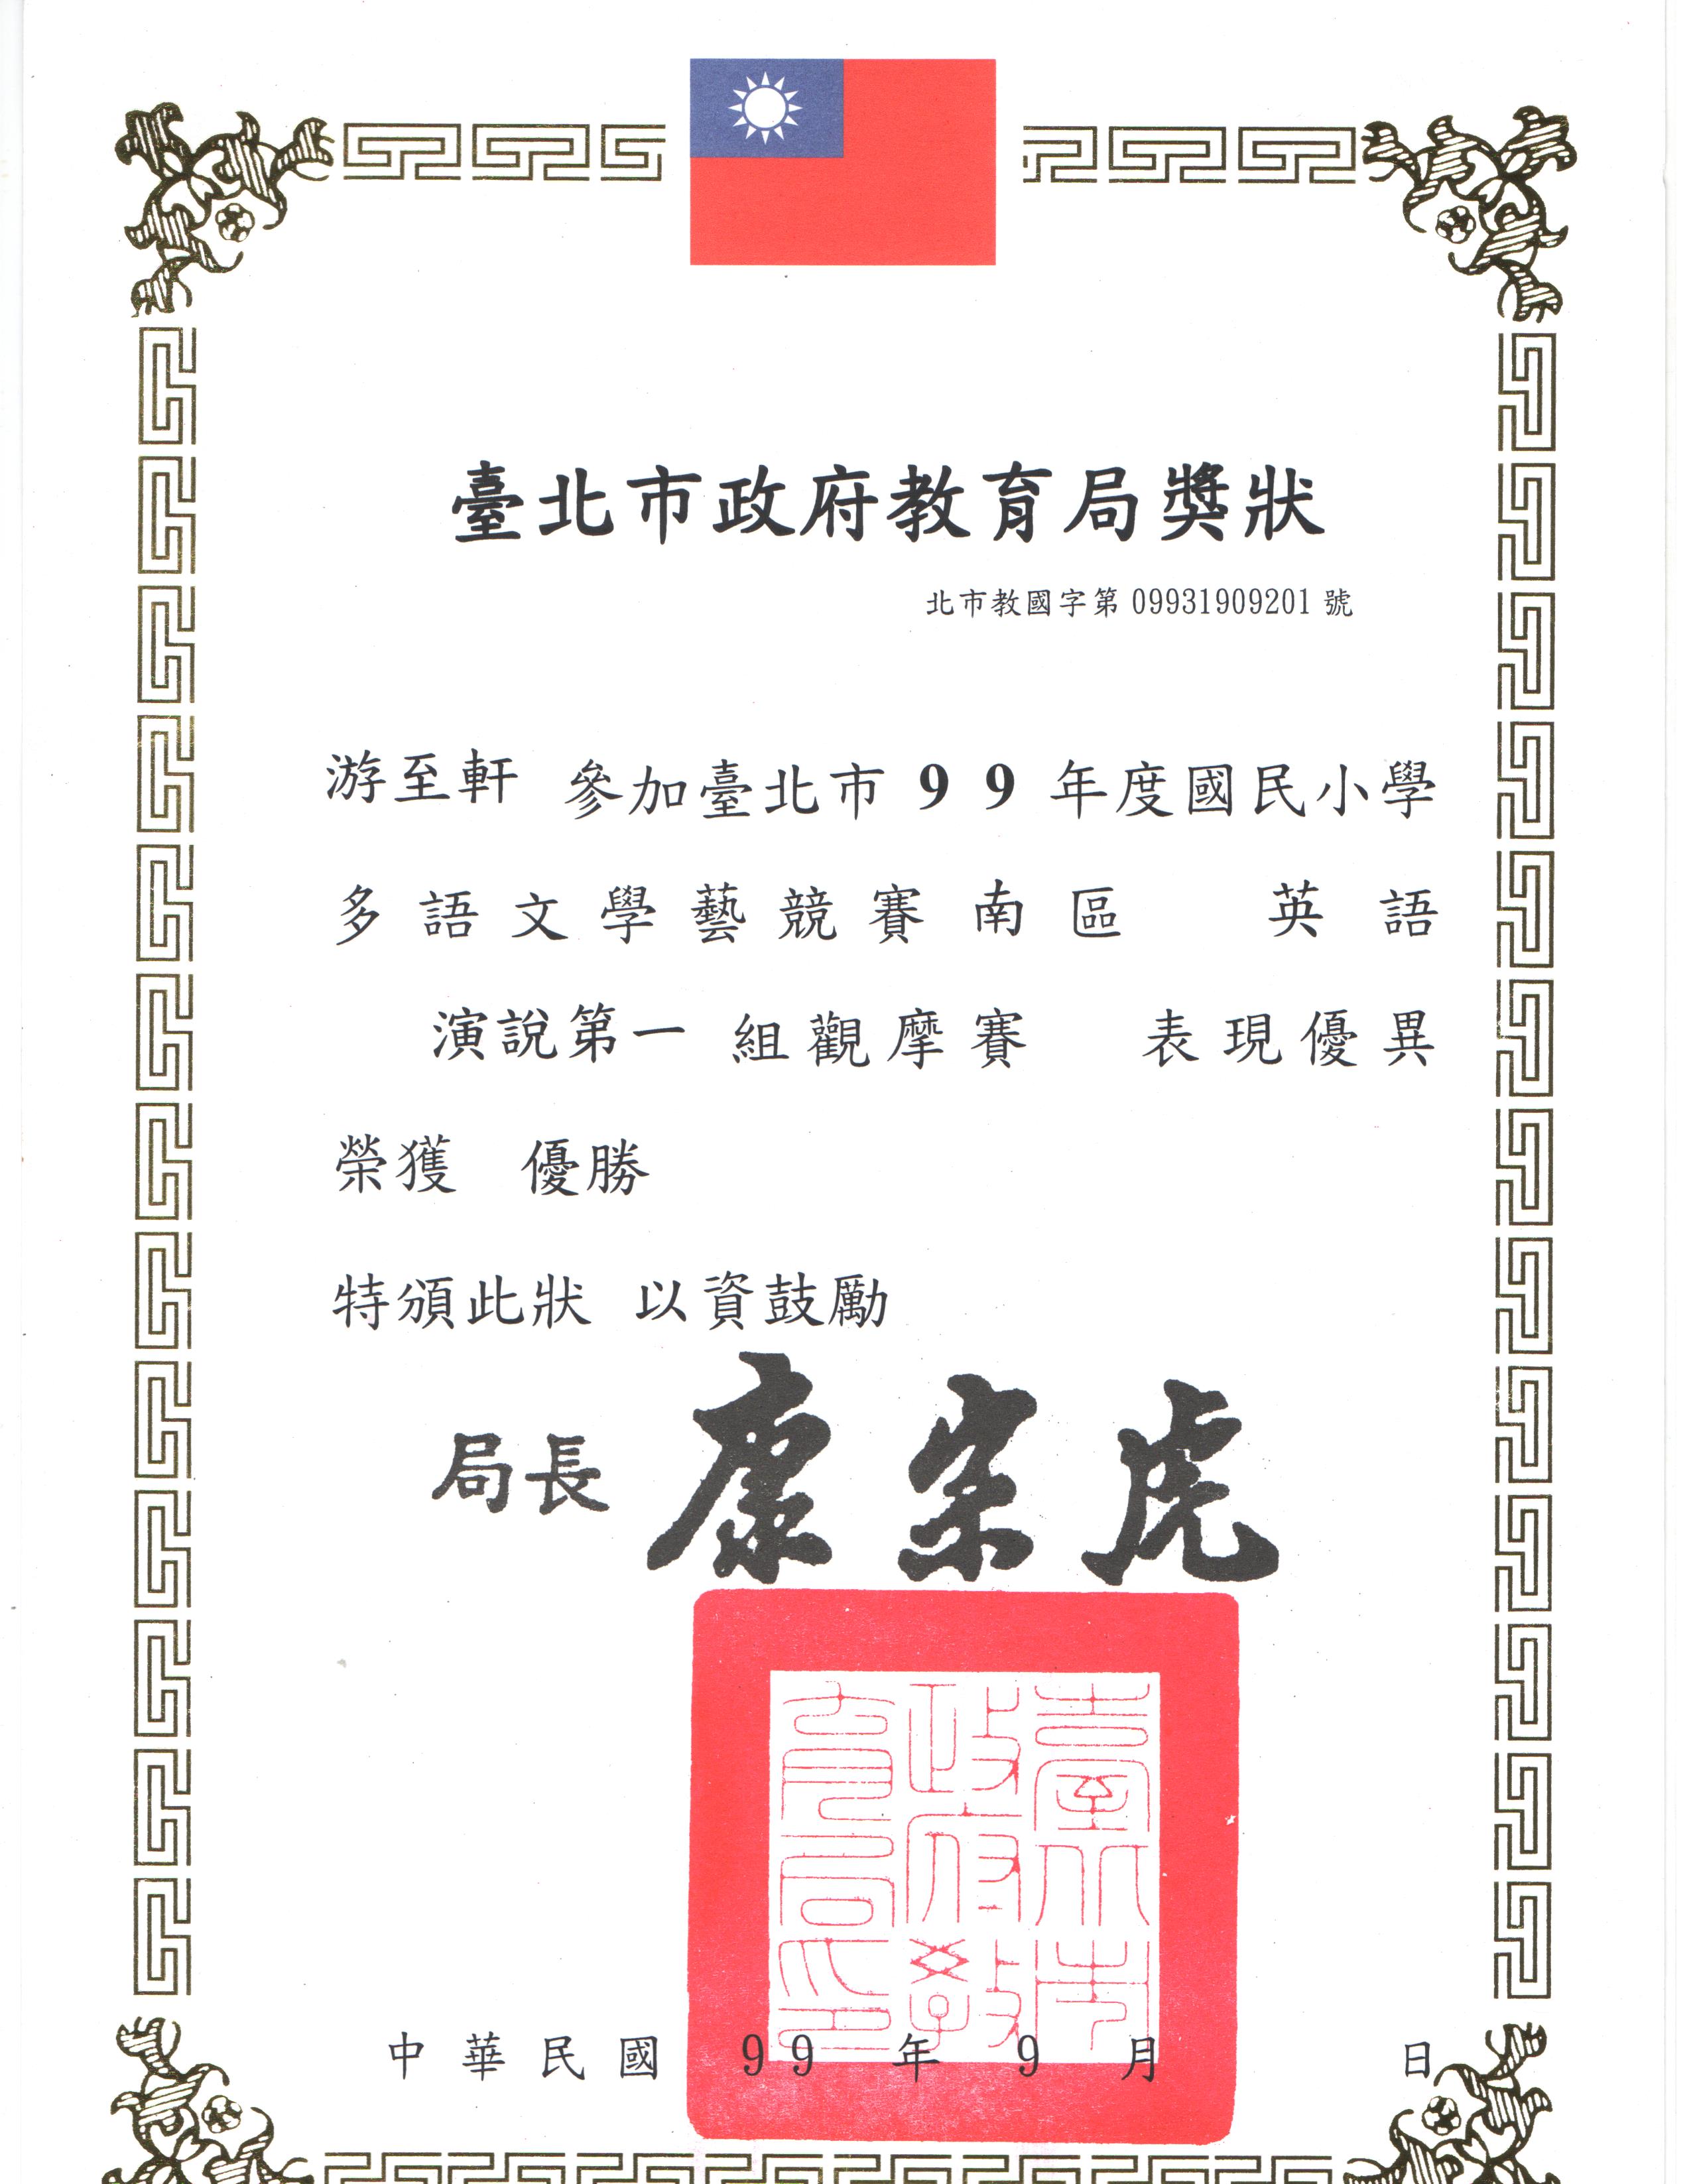 臺北市政府教育局獎狀
北市教國字第 09931909201 號
游至軒 參加臺北市 99 年度國民小學
多語文學藝競賽南區 英語
演說第一 組觀摩賽 表現優異
榮獲 優勝
特頒此狀 以資鼓勵
局長 康宗虎
臺北市
政府教
育局印
中華民國 99 年 9 月 日